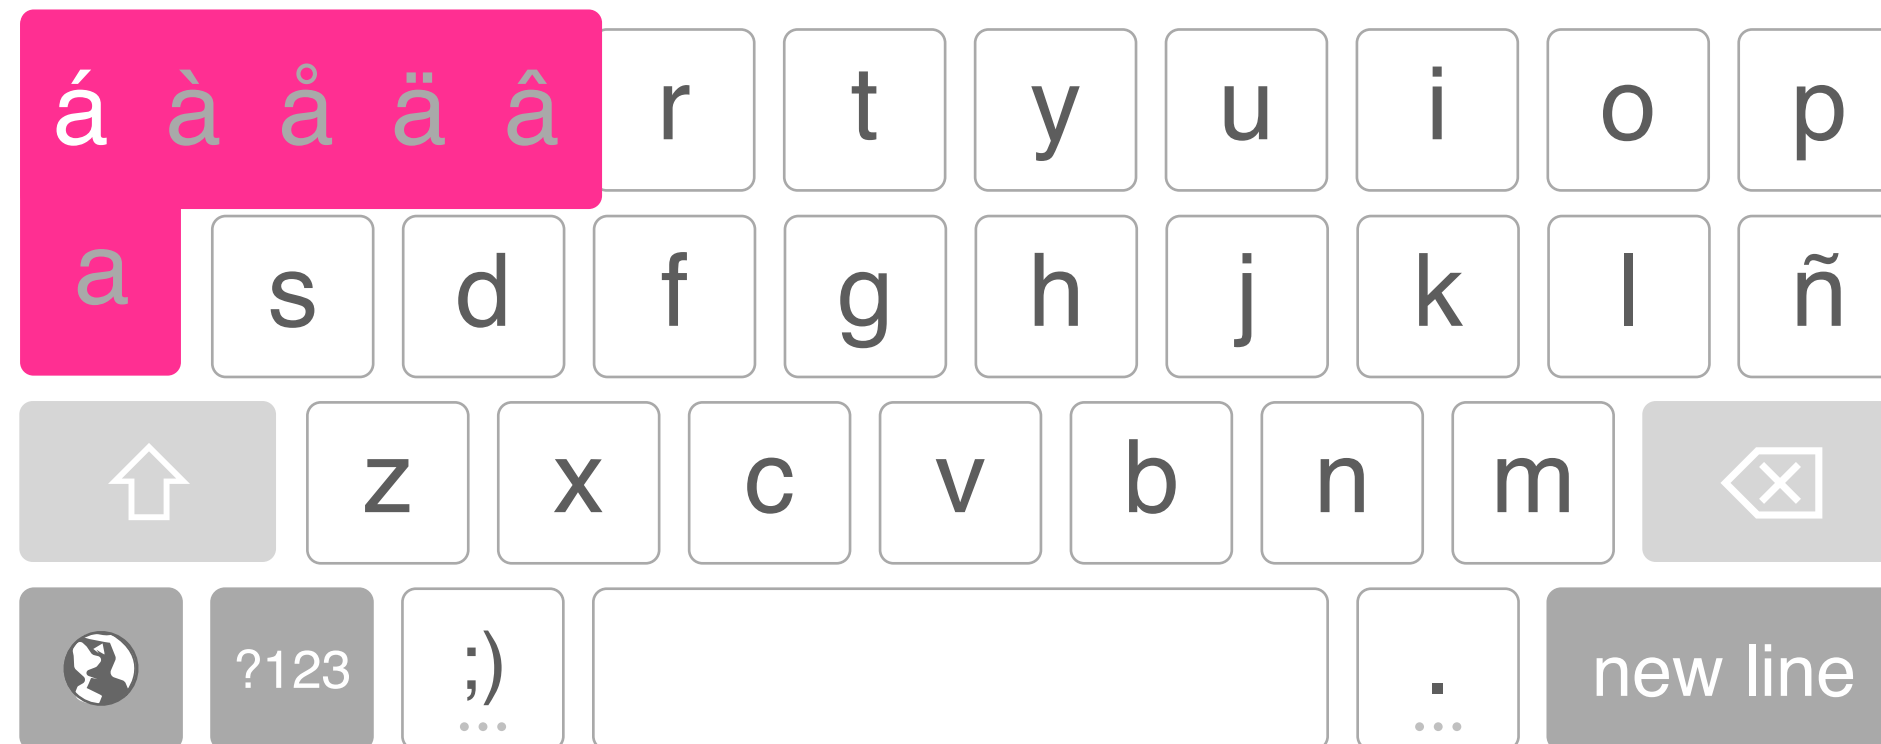 á à å ä â r t y u i o p
a s d f g h j k l ñ
z x c v b n m
?123 ;) . new line